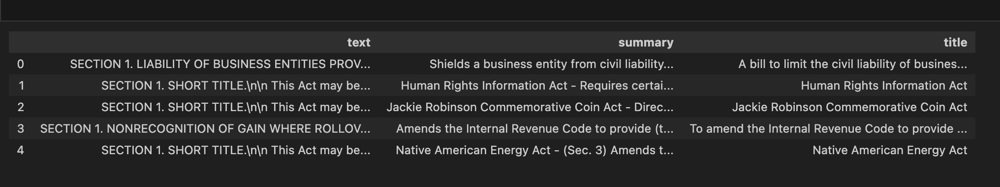 text summary title
0 SECTION 1. LIABILITY OF BUSINESS ENTITIES PROV... Shields a business entity from civil liability... A bill to limit the civil liability of busines...
1 SECTION 1. SHORT TITLE.\n\n This Act may be... Human Rights Information Act - Requires certai... Human Rights Information Act
2 SECTION 1. SHORT TITLE.\n\n This Act may be... Jackie Robinson Commemorative Coin Act - Direc... Jackie Robinson Commemorative Coin Act
3 SECTION 1. NONRECOGNITION OF GAIN WHERE ROLLOV... Amends the Internal Revenue Code to provide (t... To amend the Internal Revenue Code to provide ...
4 SECTION 1. SHORT TITLE.\n\n This Act may be... Native American Energy Act - (Sec. 3) Amends t... Native American Energy Act